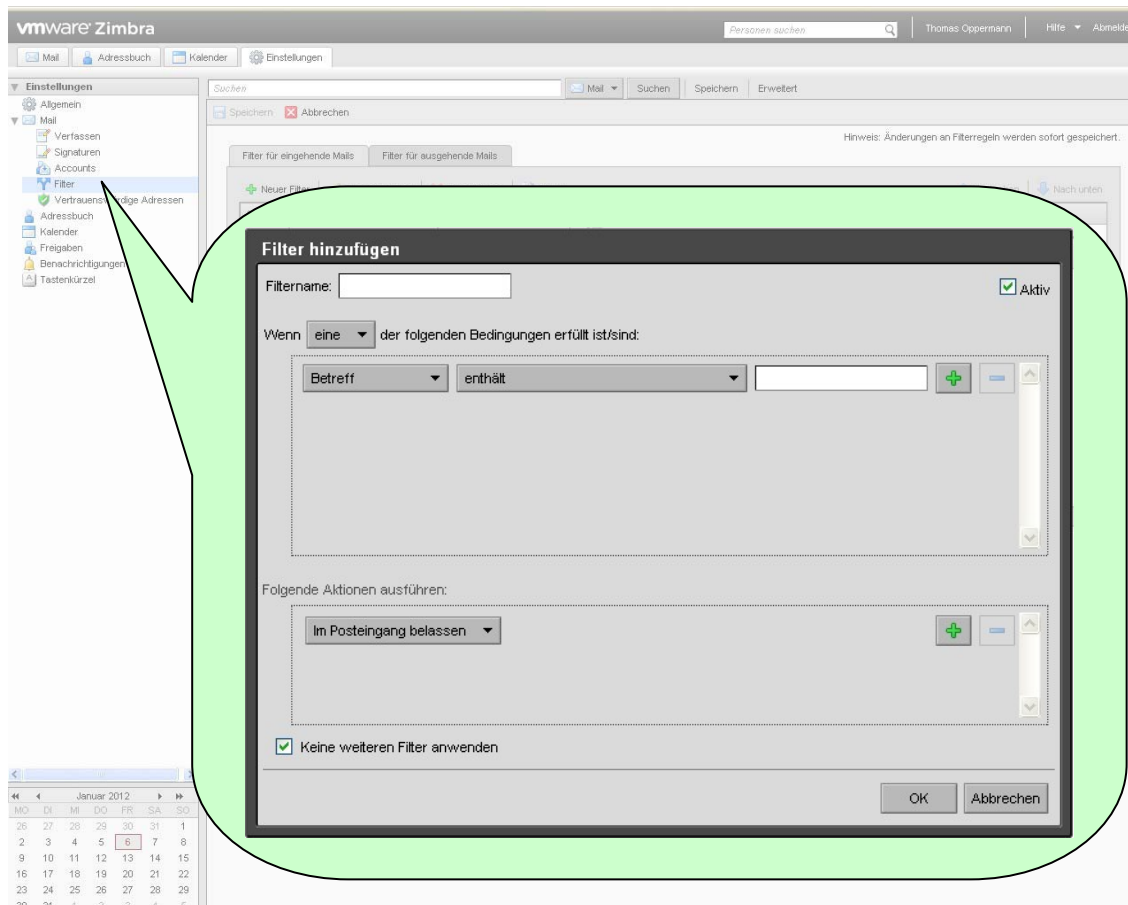 vmware Zimbra
Personen suchen
Thomas Oppermann
Hilfe
Abmelde
Mail
Adressbuch
Kalender
Einstellungen
Einstellungen
Allgemein
Mail
Verfassen
Signaturen
Accounts
Filter
Adressen
Adressbuch
Kalender
Freigaben
Benachrichtigungen
Tastenkürzel
Suchen
Mail
Suchen
Speichern
Erweitert
Speichern
Abbrechen
Hinweis: Änderungen an Filterregeln werden sofort gespeichert.
Filter für eingehende Mails
Filter für ausgehende Mails
Neuer Filter
Nach unten
Filter hinzufügen
Filtername:
Aktiv
Wenn eine der folgenden Bedingungen erfüllt ist/sind:
Betreff enthält
Folgende Aktionen ausführen:
Im Posteingang belassen
Keine weiteren Filter anwenden
OK
Abbrechen
Januar 2012
MO DI MI DO FR SA SO
26 27 28 29 30 31 1
2 3 4 5 6 7 8
9 10 11 12 13 14 15
16 17 18 19 20 21 22
23 24 25 26 27 28 29